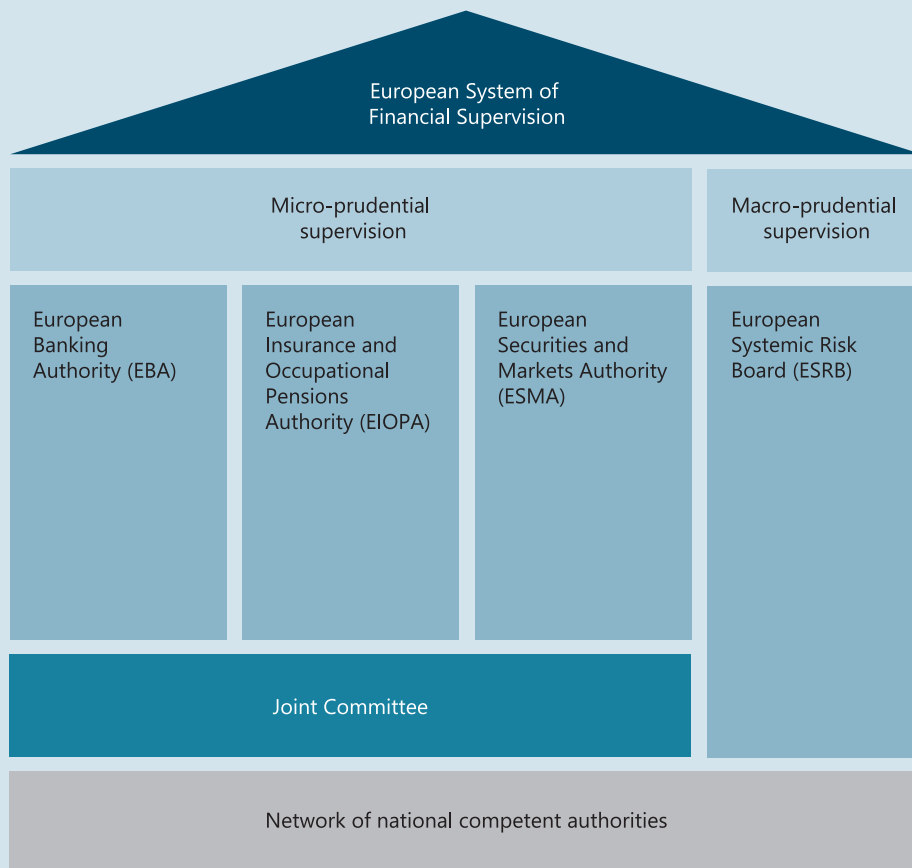 European System of
Financial Supervision
Micro-prudential
supervision
Macro-prudential
supervision
European
Banking
Authority (EBA)
European
Insurance and
Occupational
Pensions
Authority (EIOPA)
European
Securities and
Markets Authority
(ESMA)
European
Systemic Risk
Board (ESRB)
Joint Committee
Network of national competent authorities